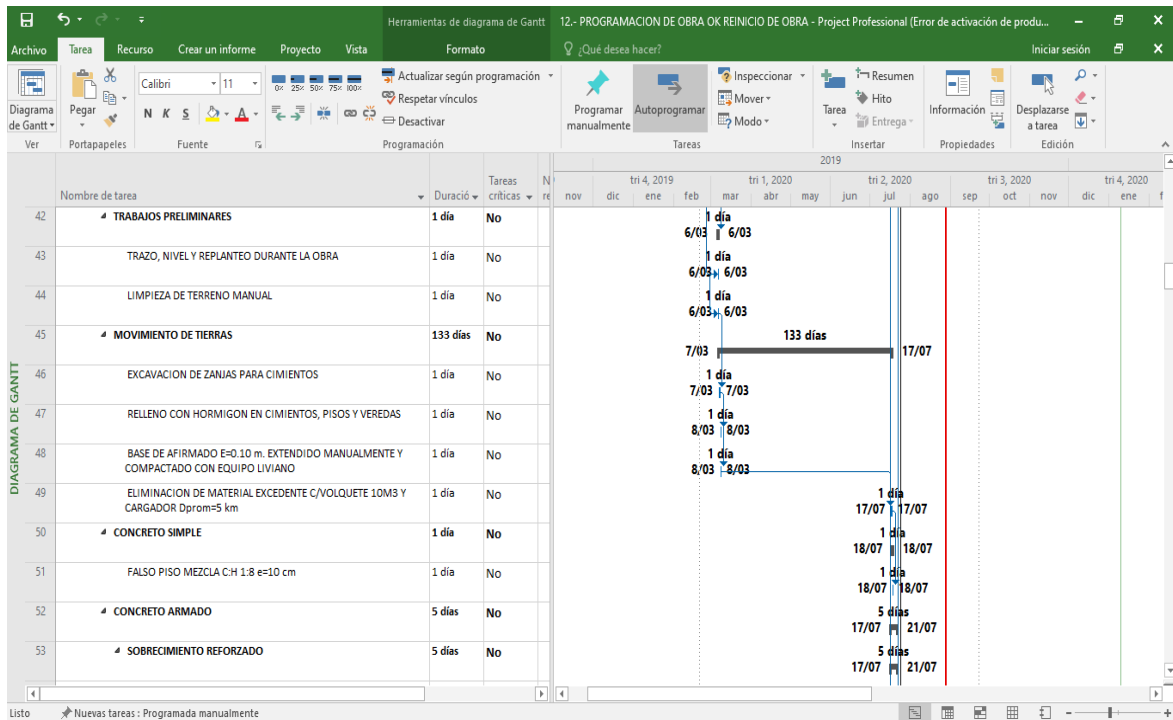 Herramientas de diagrama de Gantt 12.- PROGRAMACION DE OBRA OK REINICIO DE OBRA - Project Professional (Error de activación de produ...
Archivo Tarea Recurso Crear un informe Proyecto Vista Formato ¿Qué desea hacer? Iniciar sesión
Diagrama de Gantt
Ver
Pegar
Portapapeles
Calibri 11
N K S A
Fuente
0% 25% 50% 75% 100%
Actualizar según programación
Respetar vínculos
Desactivar
Programación
Programar manualmente
Autoprogramar
Inspeccionar
Mover
Modo
Tareas
Tarea
Resumen
Hito
Entrega
Insertar
Información
Propiedades
Desplazarse a tarea
Edición
2019
Nombre de tarea Duració Tareas críticas N re
tri 4, 2019 tri 1, 2020 tri 2, 2020 tri 3, 2020 tri 4, 2020
nov dic ene feb mar abr may jun jul ago sep oct nov dic ene f
DIAGRAMA DE GANTT
42 TRABAJOS PRELIMINARES 1 día No
1 día
6/03 6/03
43 TRAZO, NIVEL Y REPLANTEO DURANTE LA OBRA 1 día No
1 día
6/03 6/03
44 LIMPIEZA DE TERRENO MANUAL 1 día No
1 día
6/03 6/03
45 MOVIMIENTO DE TIERRAS 133 días No
133 días
7/03 17/07
46 EXCAVACION DE ZANJAS PARA CIMIENTOS 1 día No
1 día
7/03 7/03
47 RELLENO CON HORMIGON EN CIMIENTOS, PISOS Y VEREDAS 1 día No
1 día
8/03 8/03
48 BASE DE AFIRMADO E=0.10 m. EXTENDIDO MANUALMENTE Y 1 día No
COMPACTADO CON EQUIPO LIVIANO
1 día
8/03 8/03
49 ELIMINACION DE MATERIAL EXCEDENTE C/VOLQUETE 10M3 Y 1 día No
CARGADOR Dprom=5 km
1 día
17/07 17/07
50 CONCRETO SIMPLE 1 día No
1 día
18/07 18/07
51 FALSO PISO MEZCLA C:H 1:8 e=10 cm 1 día No
1 día
18/07 18/07
52 CONCRETO ARMADO 5 días No
5 días
17/07 21/07
53 SOBRECIMIENTO REFORZADO 5 días No
5 días
17/07 21/07
Listo Nuevas tareas : Programada manualmente